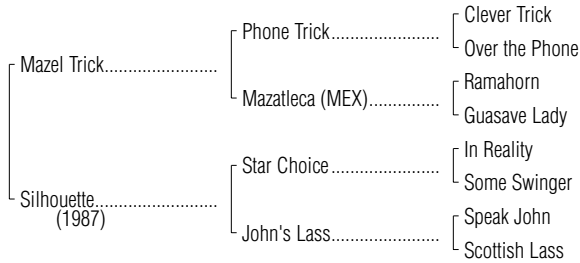 Clever Trick
Phone Trick..........................
Over the Phone
Mazel Trick...........................
Ramahorn
Mazatleca (MEX).................
Guasave Lady
In Reality
Star Choice..........................
Some Swinger
Silhouette.............................
(1987)
Speak John
John's Lass..........................
Scottish Lass